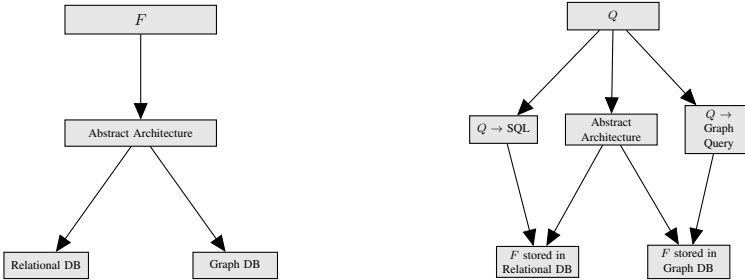 F
Abstract Architecture
Relational DB
Graph DB
Q
Q → SQL
Abstract
Architecture
Q →
Graph
Query
F stored in
Relational DB
F stored in
Graph DB